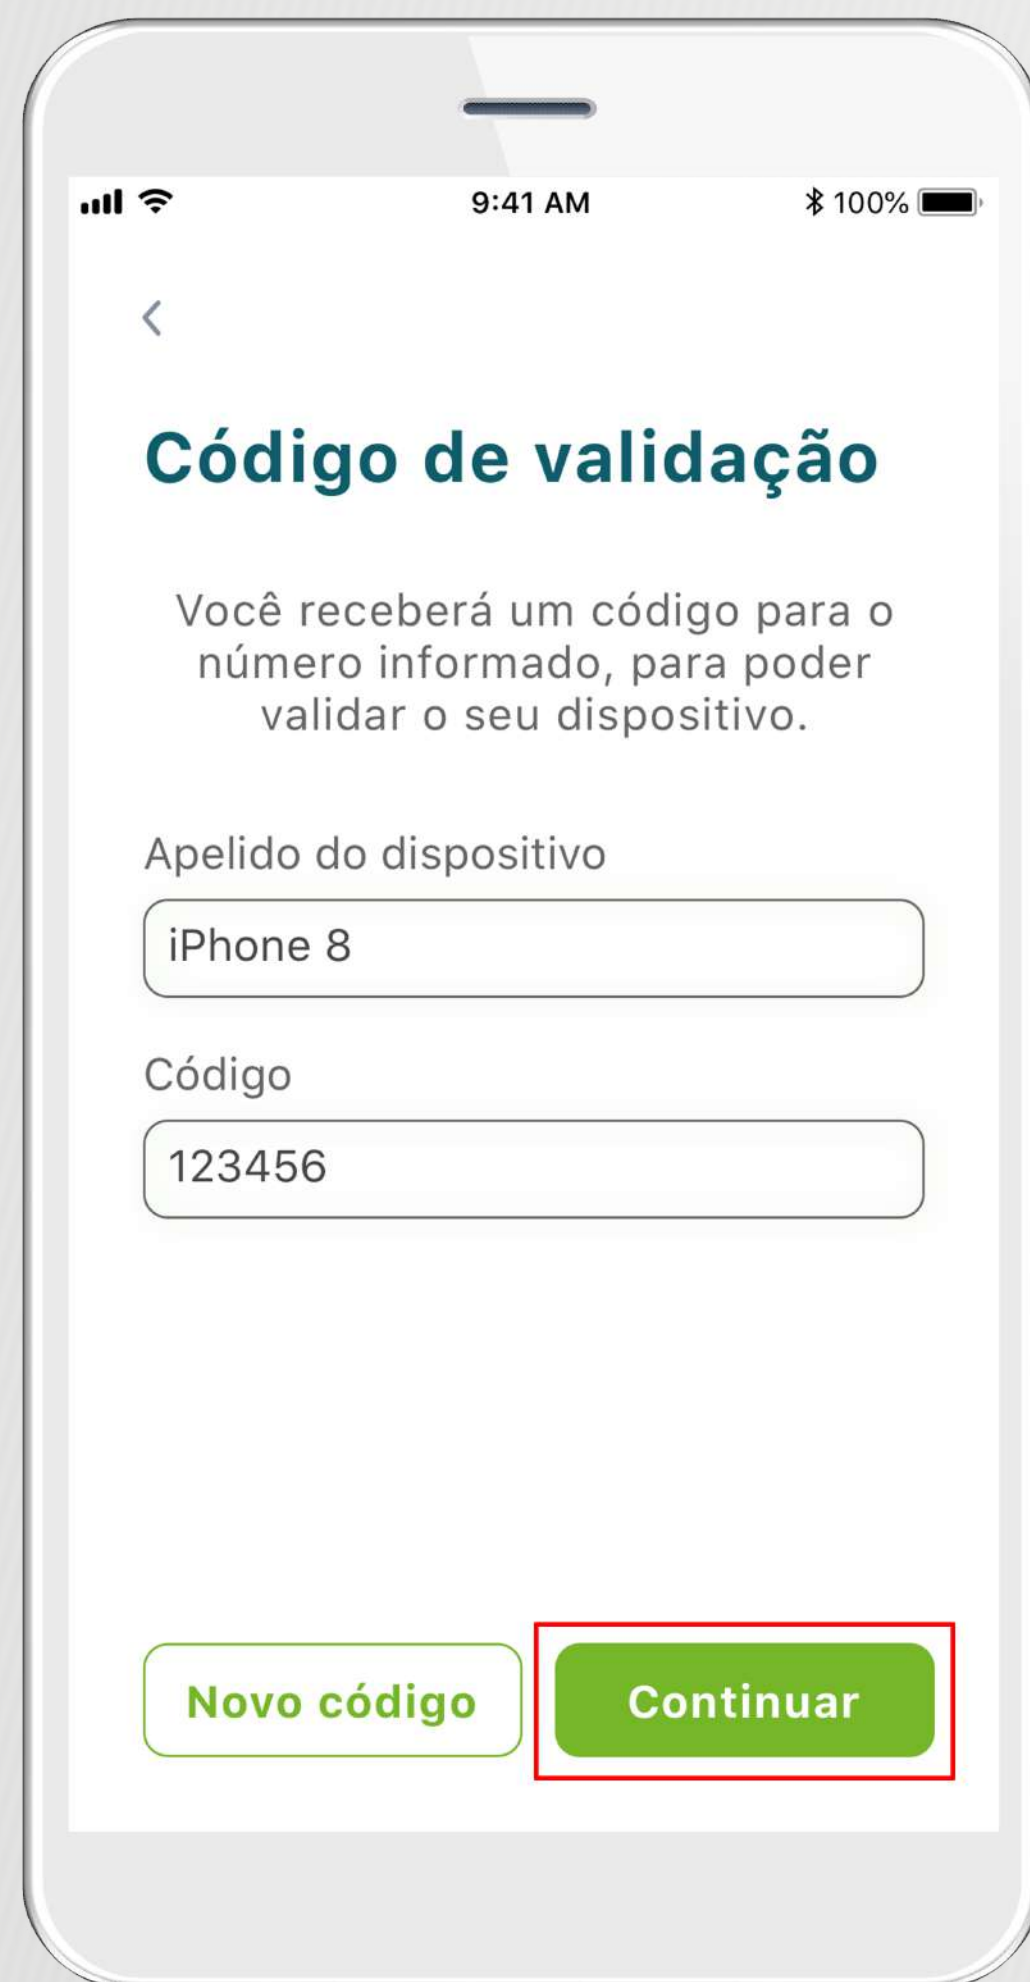 9:41 AM
100%
Código de validação
Você receberá um código para o
número informado, para poder
validar o seu dispositivo.
Apelido do dispositivo
iPhone 8
Código
123456
Novo código
Continuar